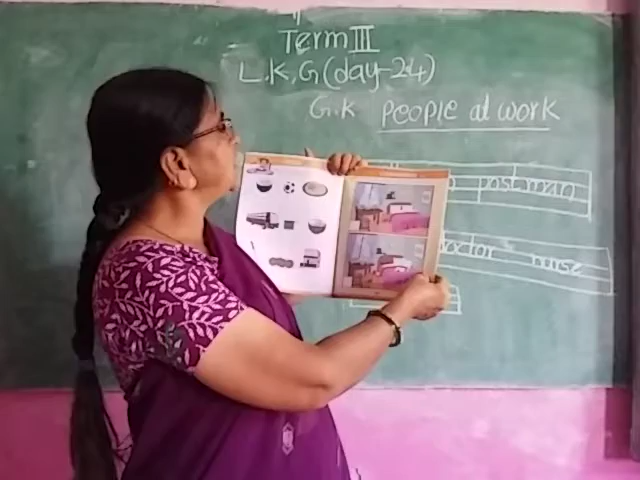 Term III
L.K.G (day-24)
G.K People at work
postman
doctor nurse